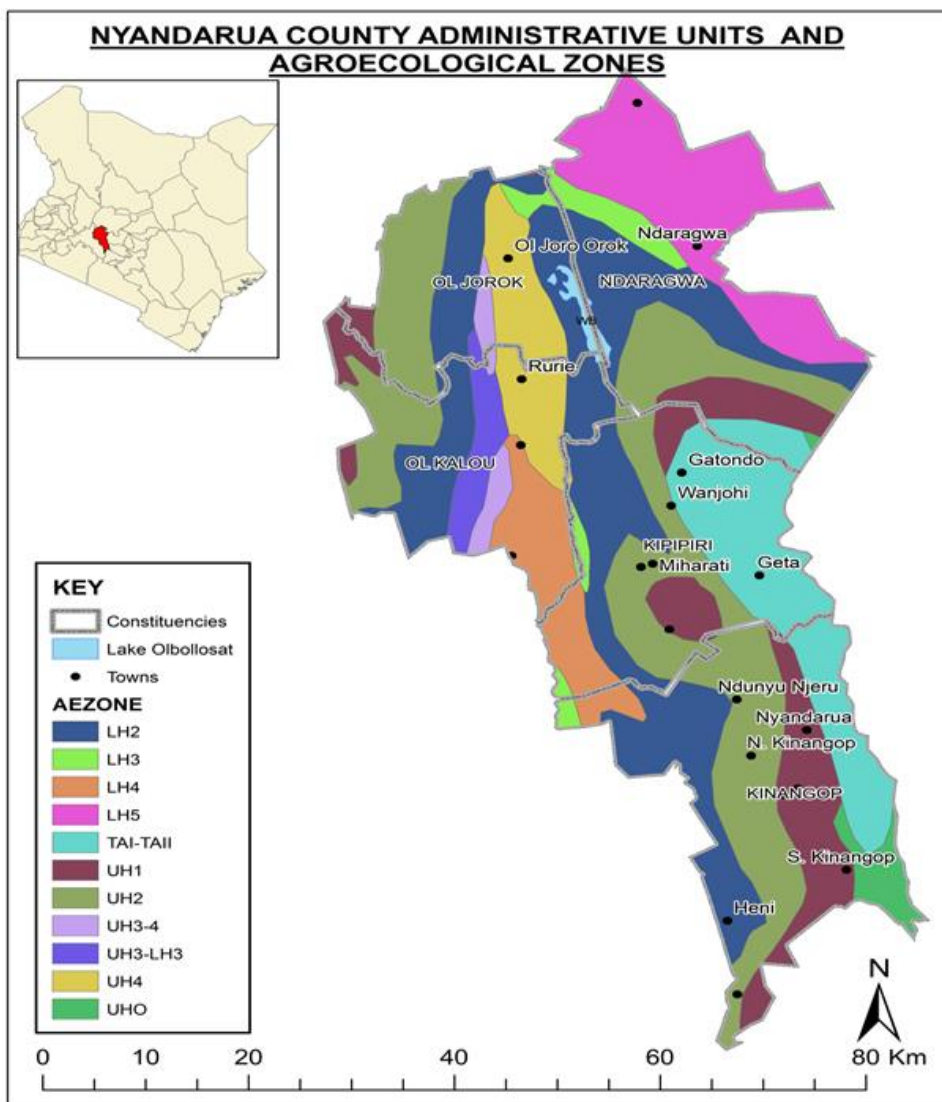 NYANDARUA COUNTY ADMINISTRATIVE UNITS AND
AGROECOLOGICAL ZONES
Ndaragwa
Ol Joro Orok
OL JOROK
NDARAGWA
WB
Rurie
OL KALOU
Gatondo
Wanjohi
KIPIPIRI
Miharati
Geta
Ndunyu Njeru
Nyandarua
N. Kinangop
KINANGOP
S. Kinangop
Heni
KEY
Constituencies
Lake Olbollosat
Towns
AEZONE
LH2
LH3
LH4
LH5
TAI-TAII
UH1
UH2
UH3-4
UH3-LH3
UH4
UHO
N
0 10 20 40 60 80 Km